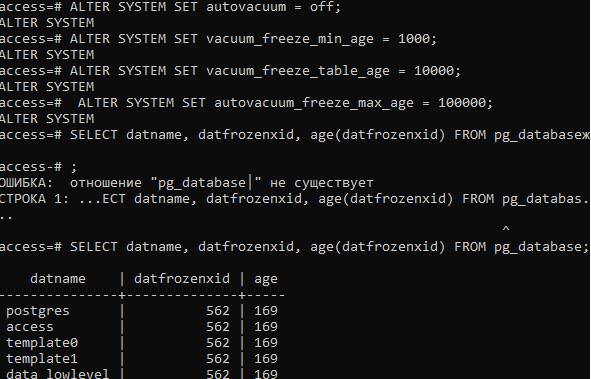 access=# ALTER SYSTEM SET autovacuum = off;
ALTER SYSTEM
access=# ALTER SYSTEM SET vacuum_freeze_min_age = 1000;
ALTER SYSTEM
access=# ALTER SYSTEM SET vacuum_freeze_table_age = 10000;
ALTER SYSTEM
access=#  ALTER SYSTEM SET autovacuum_freeze_max_age = 100000;
ALTER SYSTEM
access=# SELECT datname, datfrozenxid, age(datfrozenxid) FROM pg_databaseж
access-# ;
ОШИБКА:  отношение "pg_database|" не существует
СТРОКА 1: ...ECT datname, datfrozenxid, age(datfrozenxid) FROM pg_databas.
..
^
access=# SELECT datname, datfrozenxid, age(datfrozenxid) FROM pg_database;
datname | datfrozenxid | age
---------------+--------------+-----
postgres | 562 | 169
access | 562 | 169
template0 | 562 | 169
template1 | 562 | 169
data_lowlevel | 562 | 169